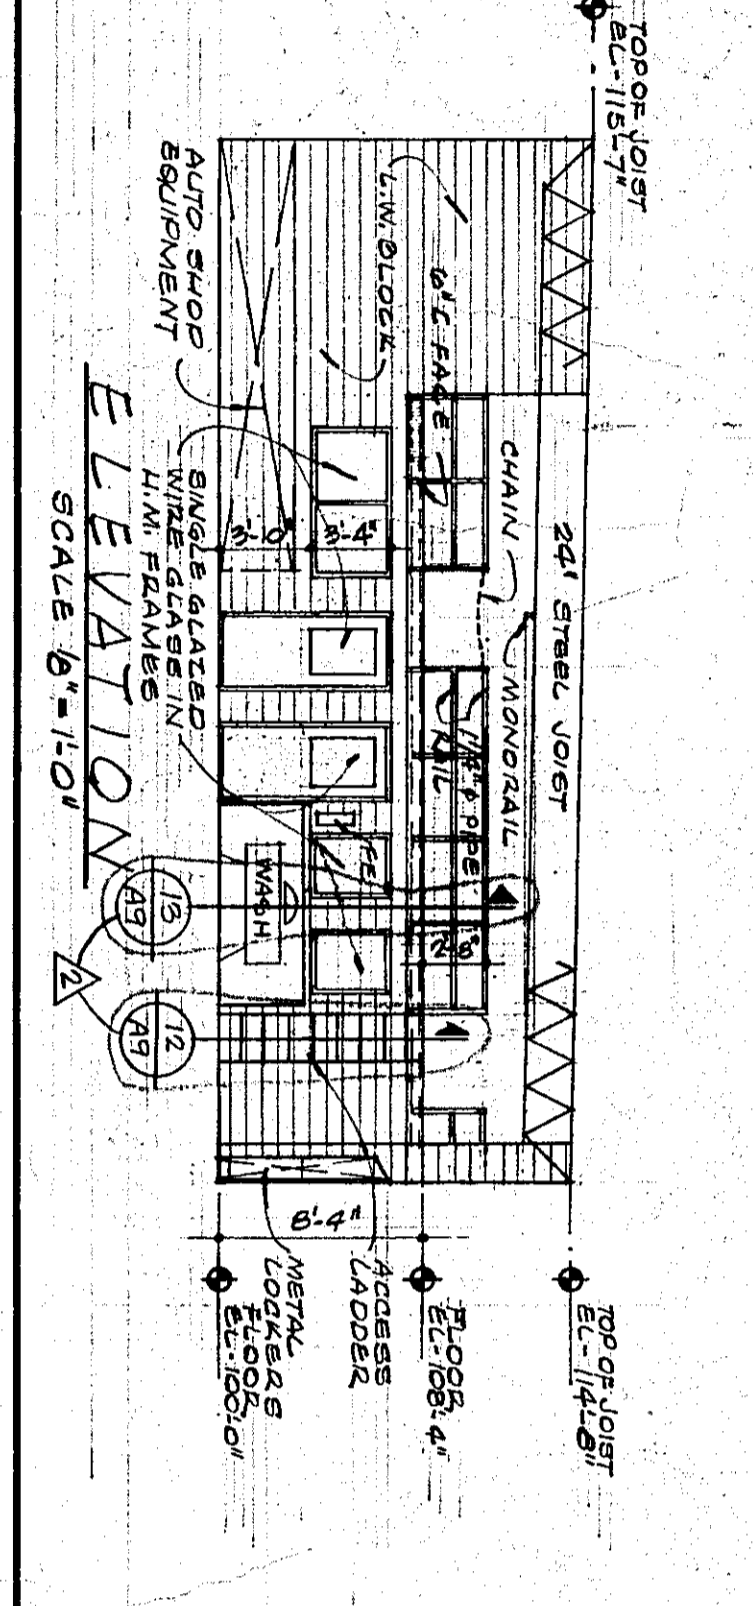 TOP OF JOIST
EL-115'-7"
24" STEEL JOIST
CHAIN
MONORAIL
6" C FACE
1 1/4" φ PIPE
RAIL
L.W. BLOCK
2'-8"
3'-0"
3'-4"
FE
WASH
AUTO SHOP
EQUIPMENT
SINGLE GLAZED
WIRE GLASS IN
H.M. FRAMES
13
A9
12
A9
2
8'-4"
TOP OF JOIST
EL-114'-8"
FLOOR
EL-108'-4"
ACCESS
LADDER
METAL
LOCKERS
FLOOR
EL-100'-0"
ELEVATION
SCALE 1/8"=1'-0"